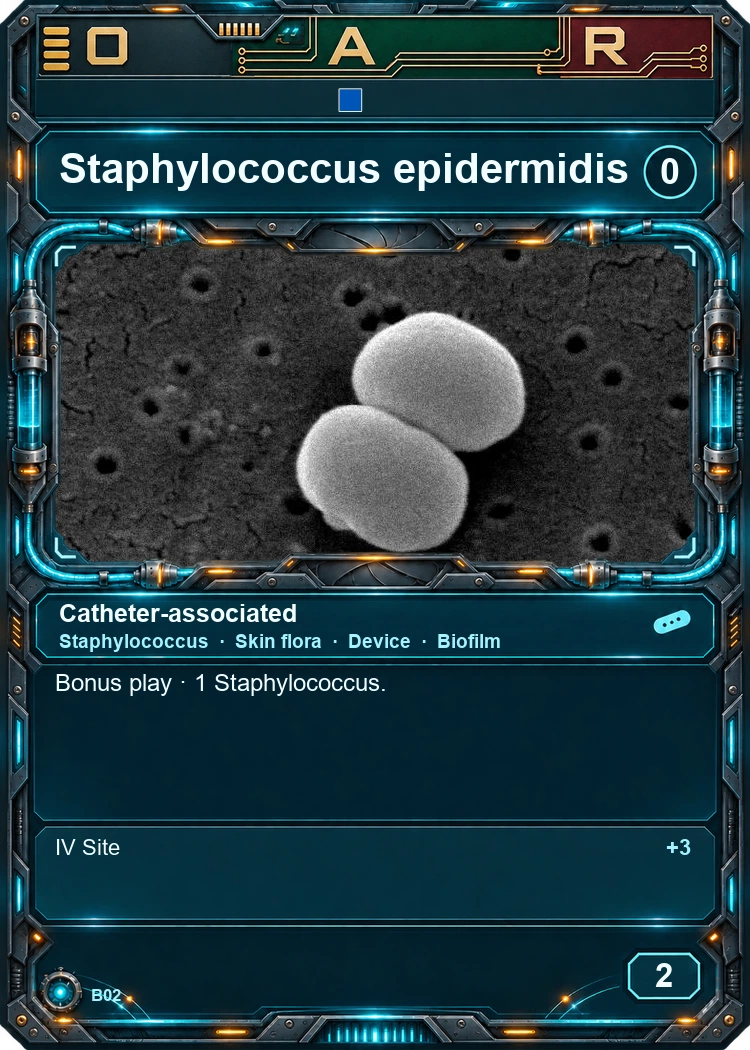 O A R
Staphylococcus epidermidis 0
Catheter-associated
Staphylococcus · Skin flora · Device · Biofilm
Bonus play · 1 Staphylococcus.
IV Site +3
B02
2